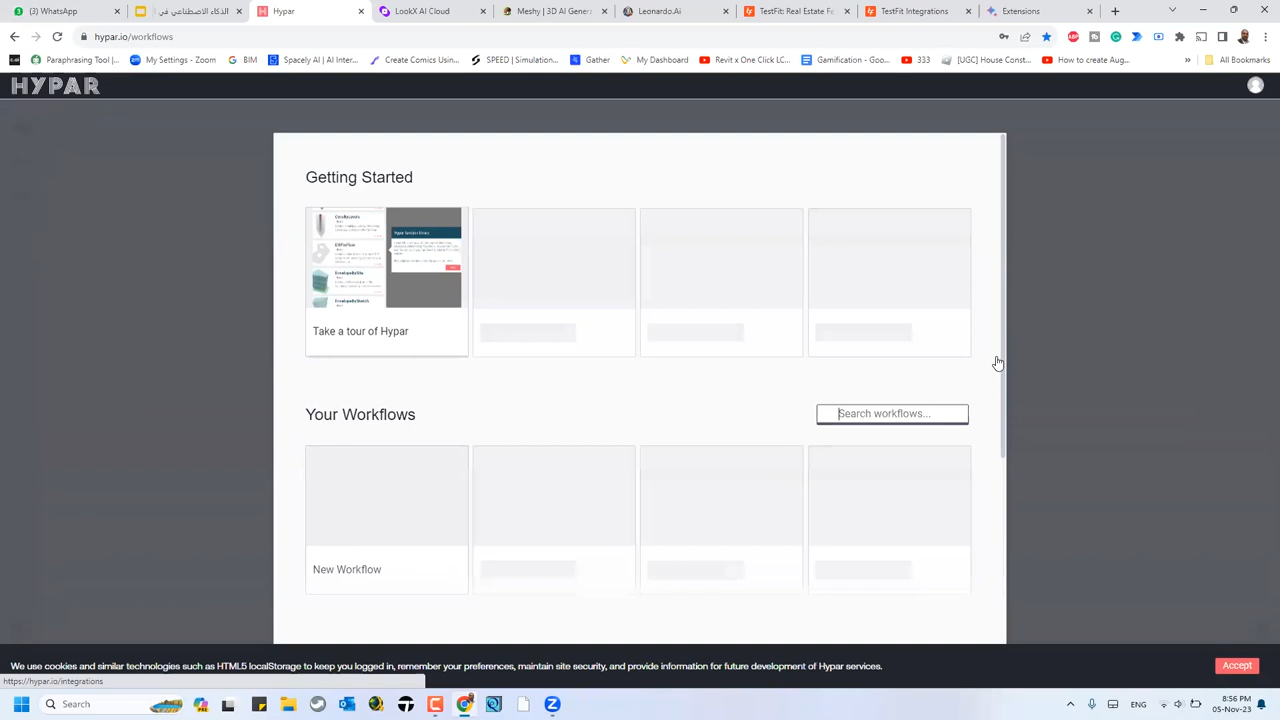 (3) WhatsApp
الذكاء الاصطناعي في ا
Hypar
LookX AI Cloud
Meshy | 3D AI Genera
Leonardo.Ai
TestFit: Real Estate Fe
TestFit Integrations
Extensions
hypar.io/workflows
Paraphrasing Tool
My Settings - Zoom
BIM
Spacely AI | AI Inter...
Create Comics Usin...
SPEED | Simulation...
Gather
My Dashboard
Revit x One Click LC...
Gamification - Goo...
333
[UGC] House Const...
How to create Aug...
»
All Bookmarks
HYPAR
Getting Started
Take a tour of Hypar
Your Workflows
Search workflows...
New Workflow
We use cookies and similar technologies such as HTML5 localStorage to keep you logged in, remember your preferences, maintain site security, and provide information for future development of Hypar services.
Accept
https://hypar.io/integrations
Search
ENG
8:56 PM
05-Nov-23